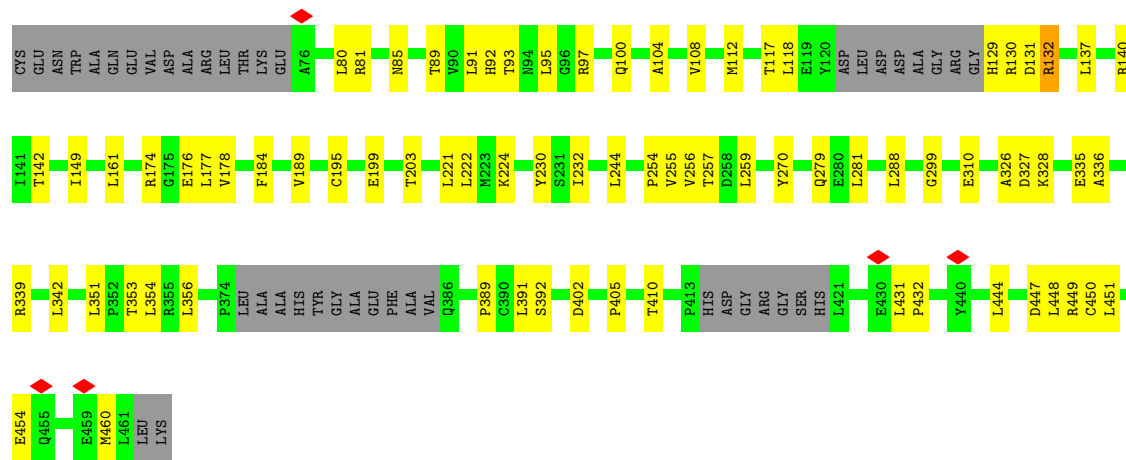 CYS GLU ASN TRP ALA GLN GLU VAL ASP ALA ARG LEU THR LYS GLU A76 L80 R81 N85 T89 V90 L91 H92 T93 N94 L95 G96 R97 Q100 A104 V108 M112 T117 L118 E119 Y120 ASP LEU ASP ASP ALA GLY ARG GLY H129 R130 D131 R132 L137 R140
I141 T142 I149 L161 R174 G175 E176 L177 V178 F184 V189 C195 E199 T203 L221 L222 M223 K224 Y230 S231 I232 L244 P254 V255 V256 T257 D258 L259 Y270 Q279 E280 L281 L288 G299 E310 A326 D327 K328 E335 A336
R339 L342 L351 P352 T353 L354 R355 L356 P374 LEU ALA ALA HIS TYR GLY ALA GLU PHE ALA VAL Q386 P389 C390 L391 S392 D402 P405 T410 P413 HIS ASP GLY ARG GLY SER HIS L421 E430 L431 P432 Y440 L444 D447 L448 R449 C450 L451
E454 Q455 E459 M460 L461 LEU LYS